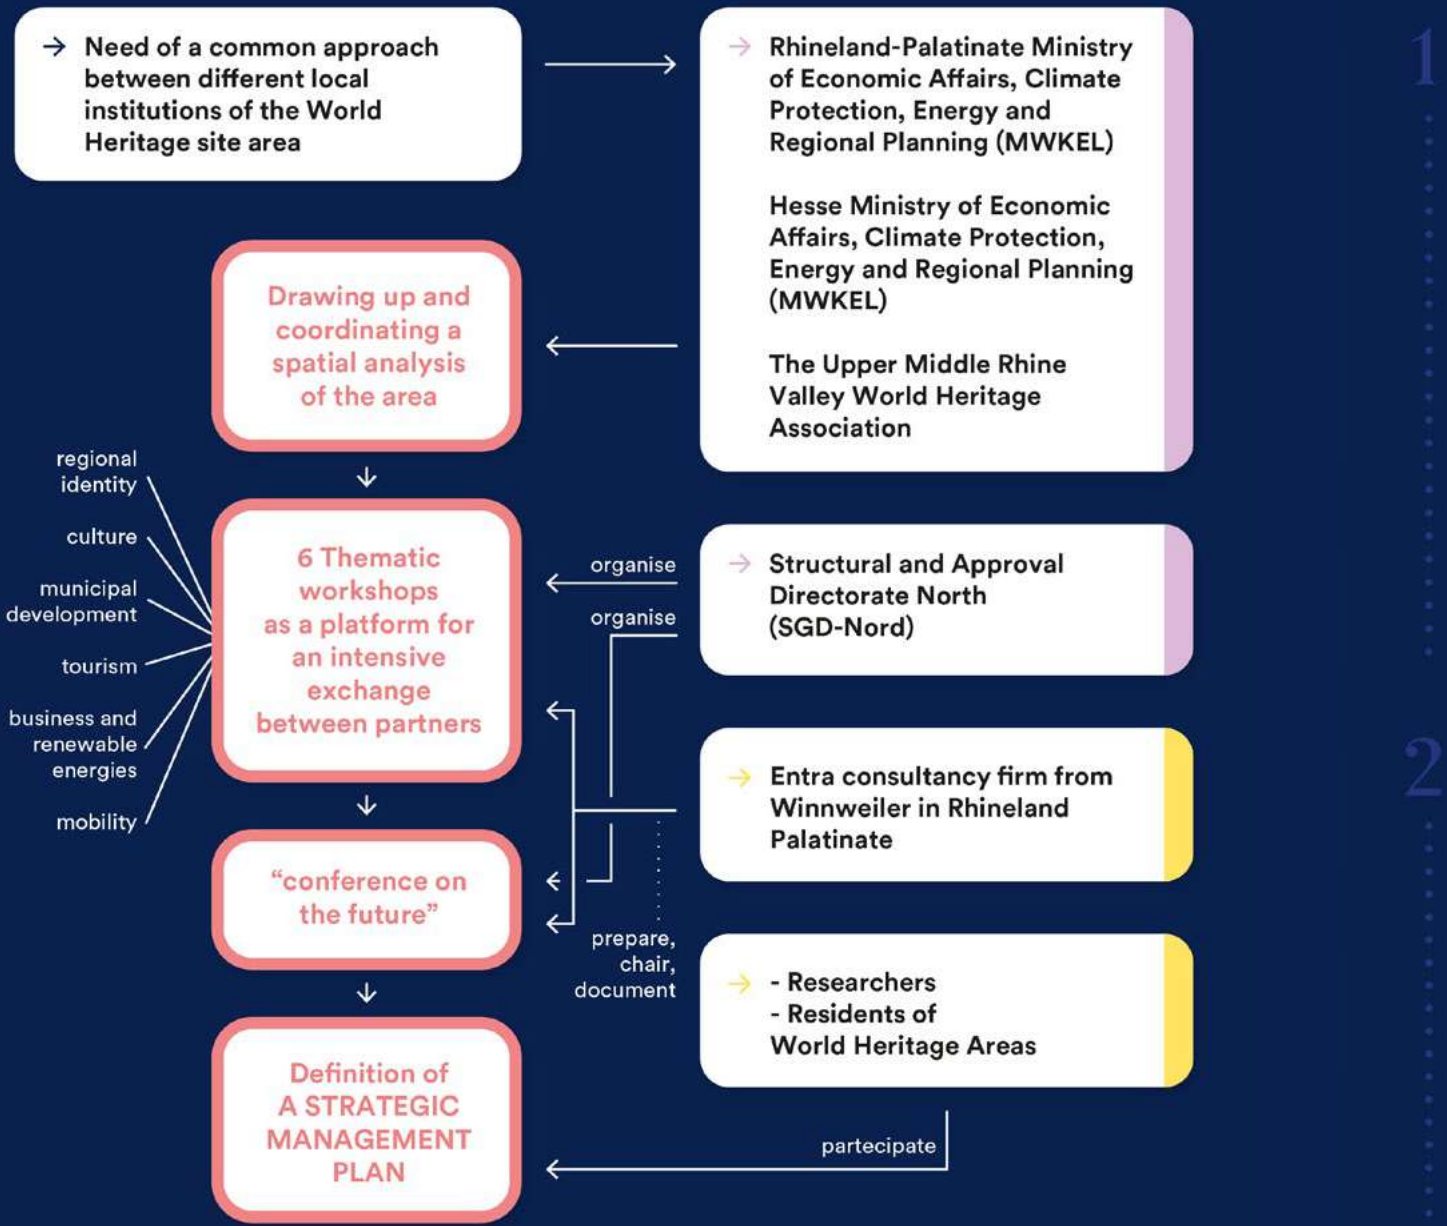 → Need of a common approach
between different local
institutions of the World
Heritage site area
→ Rhineland-Palatinate Ministry
of Economic Affairs, Climate
Protection, Energy and
Regional Planning (MWKEL)
Hesse Ministry of Economic
Affairs, Climate Protection,
Energy and Regional Planning
(MWKEL)
The Upper Middle Rhine
Valley World Heritage
Association
1
Drawing up and
coordinating a
spatial analysis
of the area
regional
identity
culture
municipal
development
tourism
business and
renewable
energies
mobility
6 Thematic
workshops
as a platform for
an intensive
exchange
between partners
organise
organise
→ Structural and Approval
Directorate North
(SGD-Nord)
2
→ Entra consultancy firm from
Winnweiler in Rhineland
Palatinate
"conference on
the future"
prepare,
chair,
document
→ - Researchers
- Residents of
World Heritage Areas
Definition of
A STRATEGIC
MANAGEMENT
PLAN
partecipate